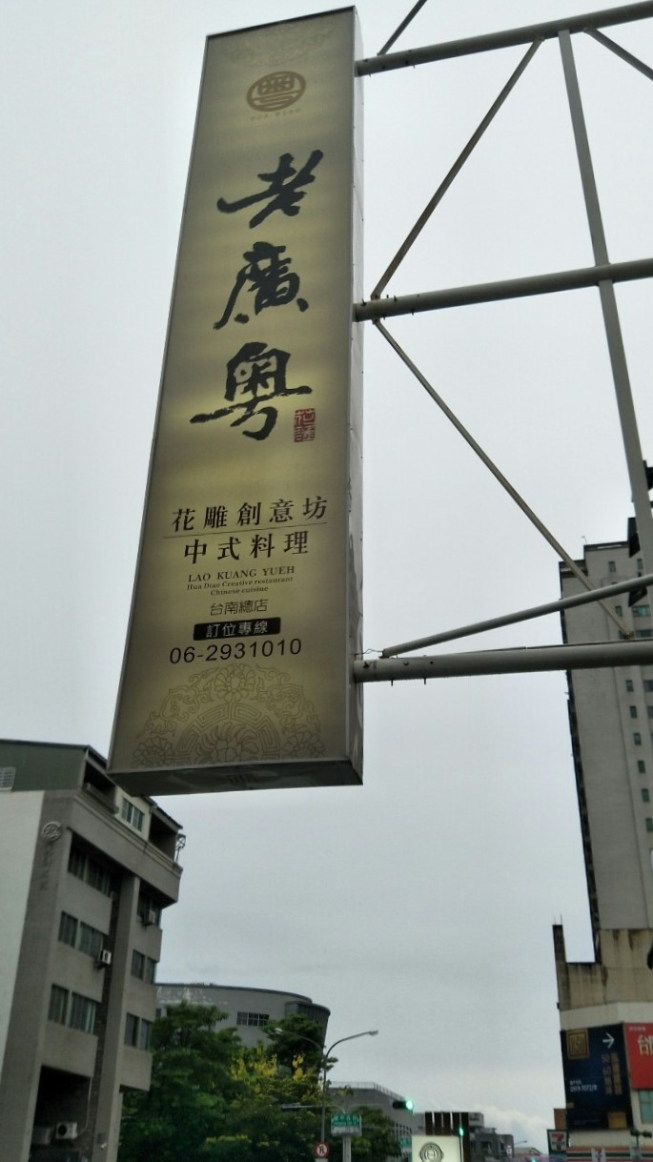 粵
老廣粵
花雕創意坊
中式料理
LAO KUANG YUEH
Hua Diao Creative restaurant
Chinese cuisine
台南總店
訂位專線
06-2931010